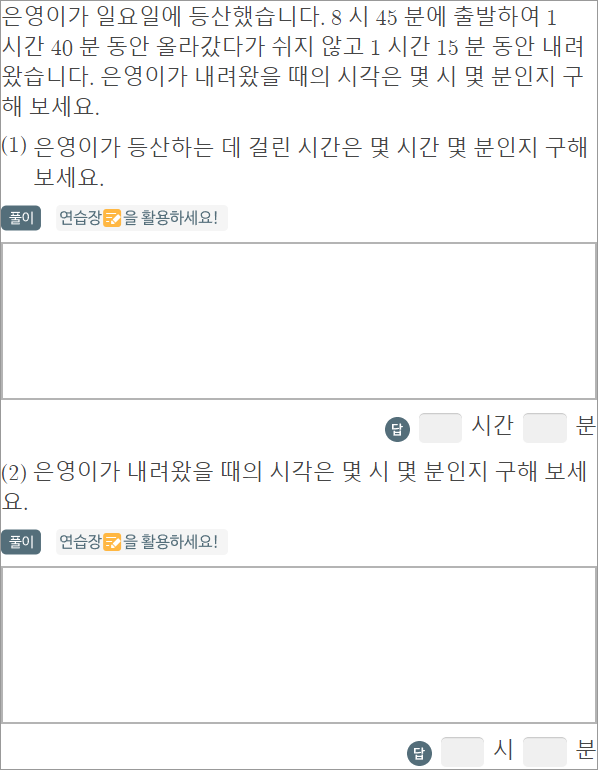 은영이가 일요일에 등산했습니다. 8 시 45 분에 출발하여 1
시간 40 분 동안 올라갔다가 쉬지 않고 1 시간 15 분 동안 내려
왔습니다. 은영이가 내려왔을 때의 시각은 몇 시 몇 분인지 구
해 보세요.
(1) 은영이가 등산하는 데 걸린 시간은 몇 시간 몇 분인지 구해
보세요.
풀이 연습장을 활용하세요!
답 시간 분
(2) 은영이가 내려왔을 때의 시각은 몇 시 몇 분인지 구해 보세
요.
풀이 연습장을 활용하세요!
답 시 분